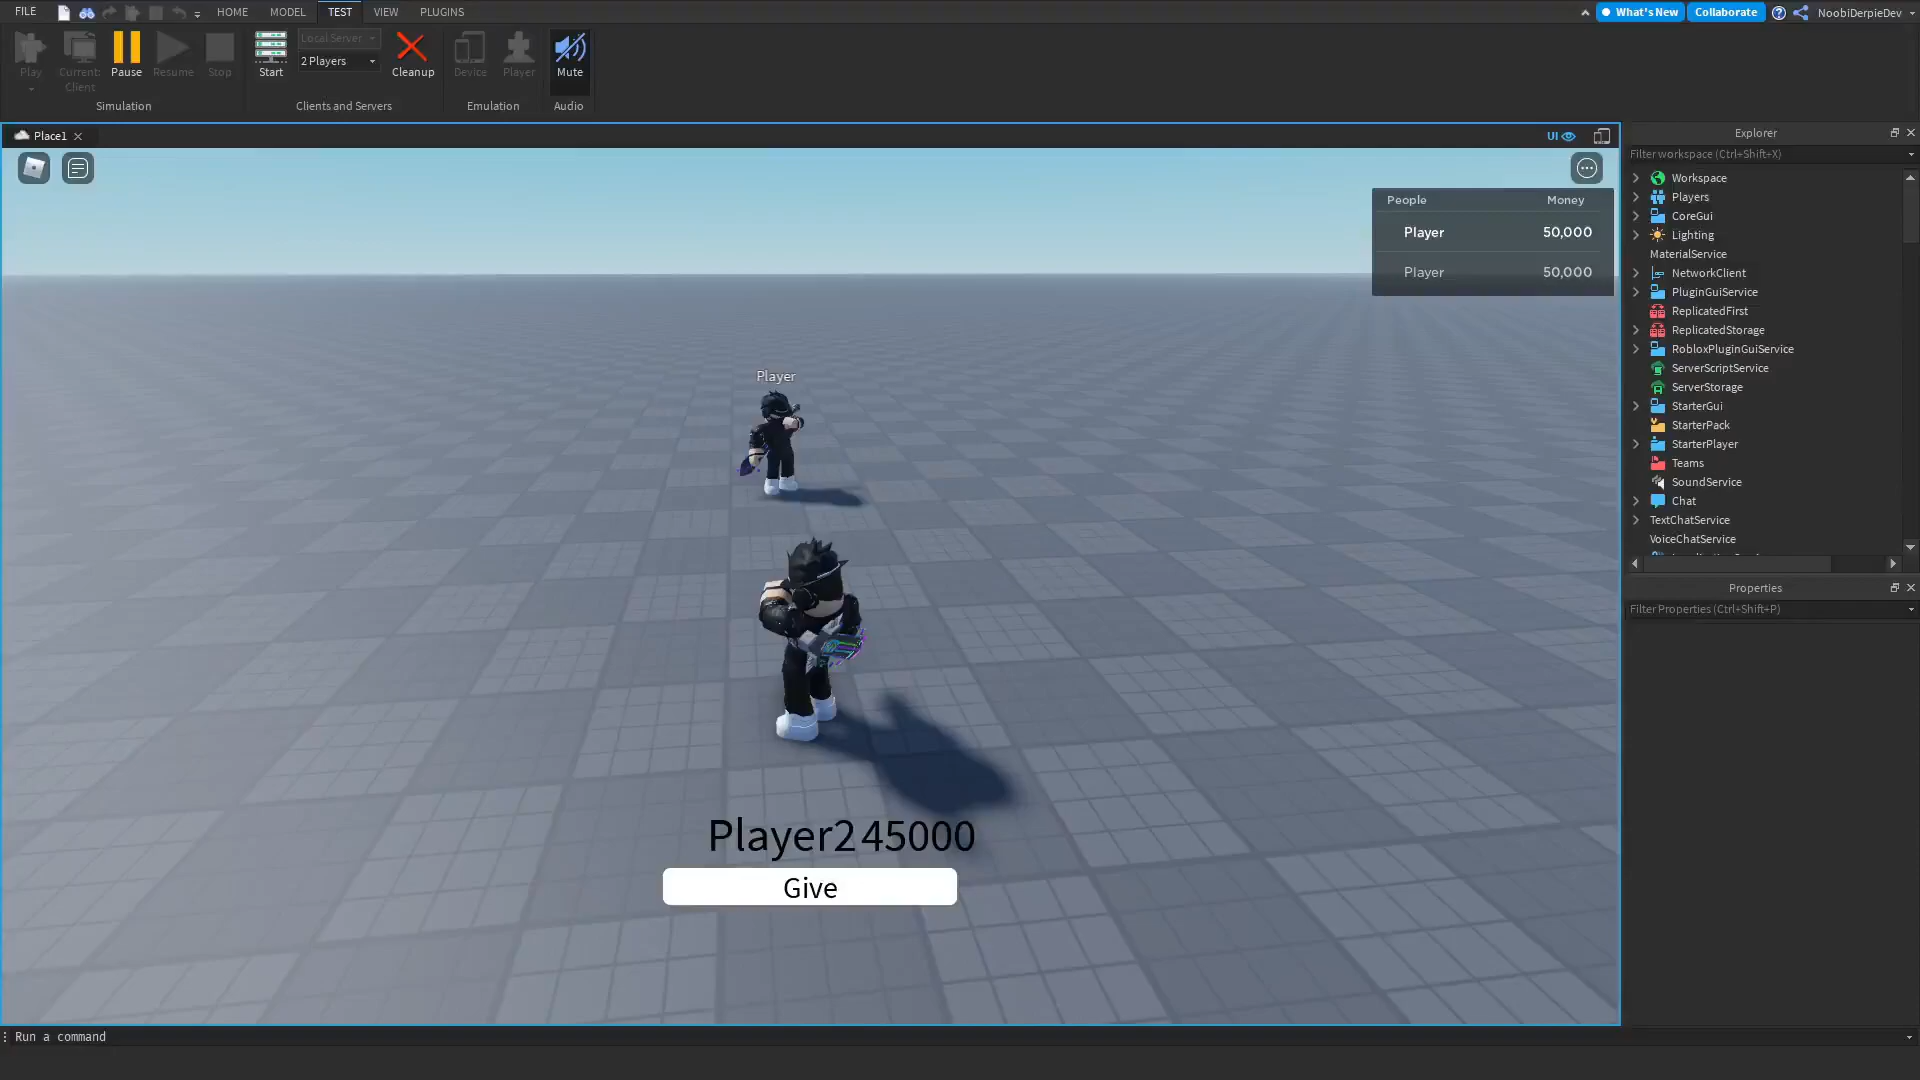 FILE HOME MODEL TEST VIEW PLUGINS What's New Collaborate NoobiDerpieDev
Play Current: Client Pause Resume Stop Start Local Server 2 Players Cleanup Device Player Mute
Simulation Clients and Servers Emulation Audio
Place1 UI
People Money
Player 50,000
Player 50,000
Player
Player2 45000
Give
Explorer
Filter workspace (Ctrl+Shift+X)
Workspace
Players
CoreGui
Lighting
MaterialService
NetworkClient
PluginGuiService
ReplicatedFirst
ReplicatedStorage
RobloxPluginGuiService
ServerScriptService
ServerStorage
StarterGui
StarterPack
StarterPlayer
Teams
SoundService
Chat
TextChatService
VoiceChatService
Properties
Filter Properties (Ctrl+Shift+P)
Run a command